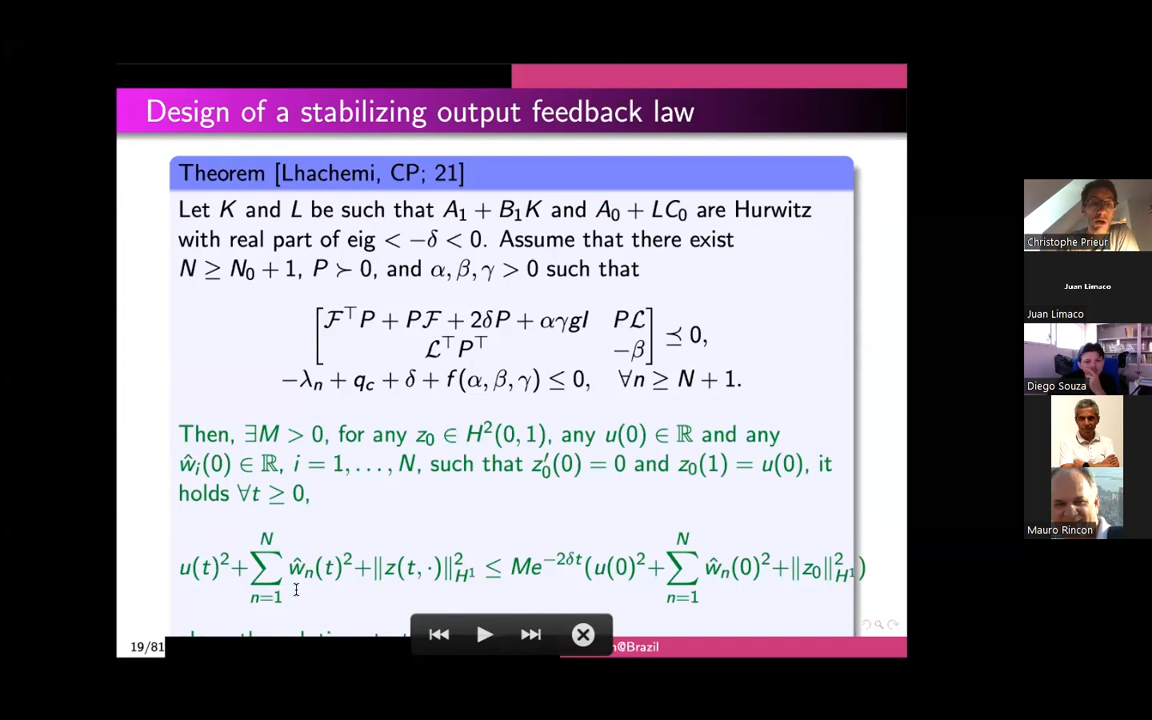 Design of a stabilizing output feedback law
Theorem [Lhachemi, CP; 21]
Let K and L be such that A₁ + B₁K and A₀ + LC₀ are Hurwitz
with real part of eig < −δ < 0. Assume that there exist
N ≥ N₀ + 1, P ≻ 0, and α, β, γ > 0 such that
[ℱ^⊤P + Pℱ + 2δP + αγgI   Pℒ
ℒ^⊤P^⊤   −β] ⪯ 0,
−λₙ + q_c + δ + f(α, β, γ) ≤ 0,   ∀n ≥ N + 1.
Then, ∃M > 0, for any z₀ ∈ H²(0, 1), any u(0) ∈ ℝ and any
ŵᵢ(0) ∈ ℝ, i = 1, . . . , N, such that z₀′(0) = 0 and z₀(1) = u(0), it
holds ∀t ≥ 0,
u(t)²+∑_{n=1}^{N} ŵₙ(t)²+‖z(t, ·)‖²_{H¹} ≤ Me^{−2δt}(u(0)²+∑_{n=1}^{N} ŵₙ(0)²+‖z₀‖²_{H¹})
19/81
@Brazil
Christophe Prieur
Juan Limaco
Juan Limaco
Diego Souza
Mauro Rincon